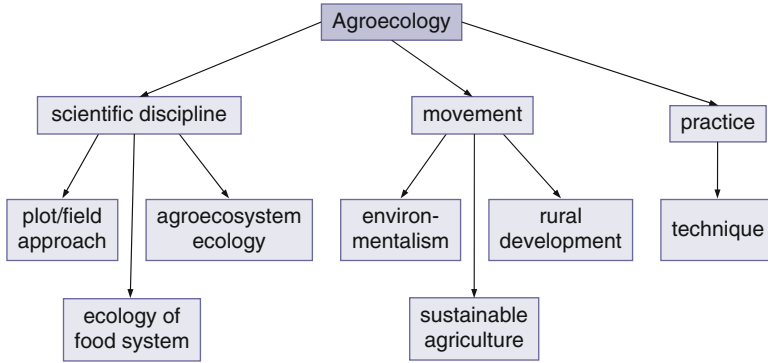 Agroecology
scientific discipline
movement
practice
plot/field
approach
agroecosystem
ecology
environ-
mentalism
rural
development
technique
ecology of
food system
sustainable
agriculture